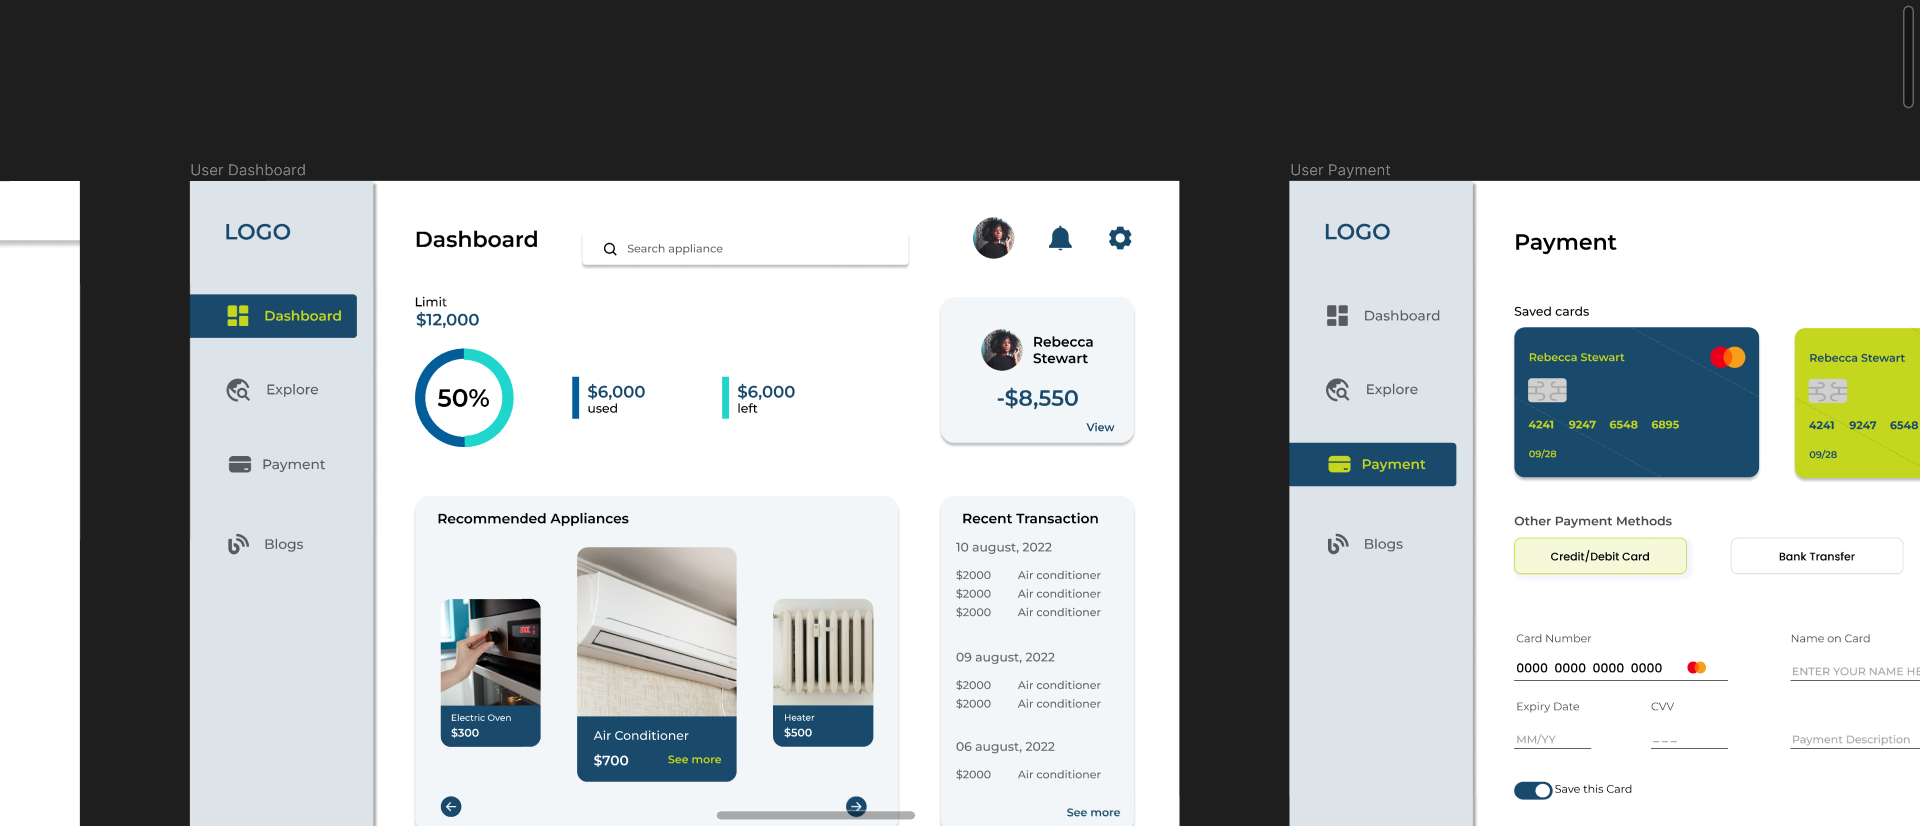 User Dashboard
LOGO
Dashboard
Explore
Payment
Blogs
Dashboard
Search appliance
Limit
$12,000
50%
$6,000
used
$6,000
left
Rebecca
Stewart
-$8,550
View
Recommended Appliances
Electric Oven
$300
Air Conditioner
$700
See more
Heater
$500
Recent Transaction
10 august, 2022
$2000 Air conditioner
$2000 Air conditioner
$2000 Air conditioner
09 august, 2022
$2000 Air conditioner
$2000 Air conditioner
06 august, 2022
$2000 Air conditioner
See more
User Payment
LOGO
Dashboard
Explore
Payment
Blogs
Payment
Saved cards
Rebecca Stewart
4241 9247 6548 6895
09/28
Rebecca Stewart
4241 9247 6548
09/28
Other Payment Methods
Credit/Debit Card
Bank Transfer
Card Number
0000 0000 0000 0000
Name on Card
ENTER YOUR NAME HE
Expiry Date
MM/YY
CVV
_ _ _
Payment Description
Save this Card